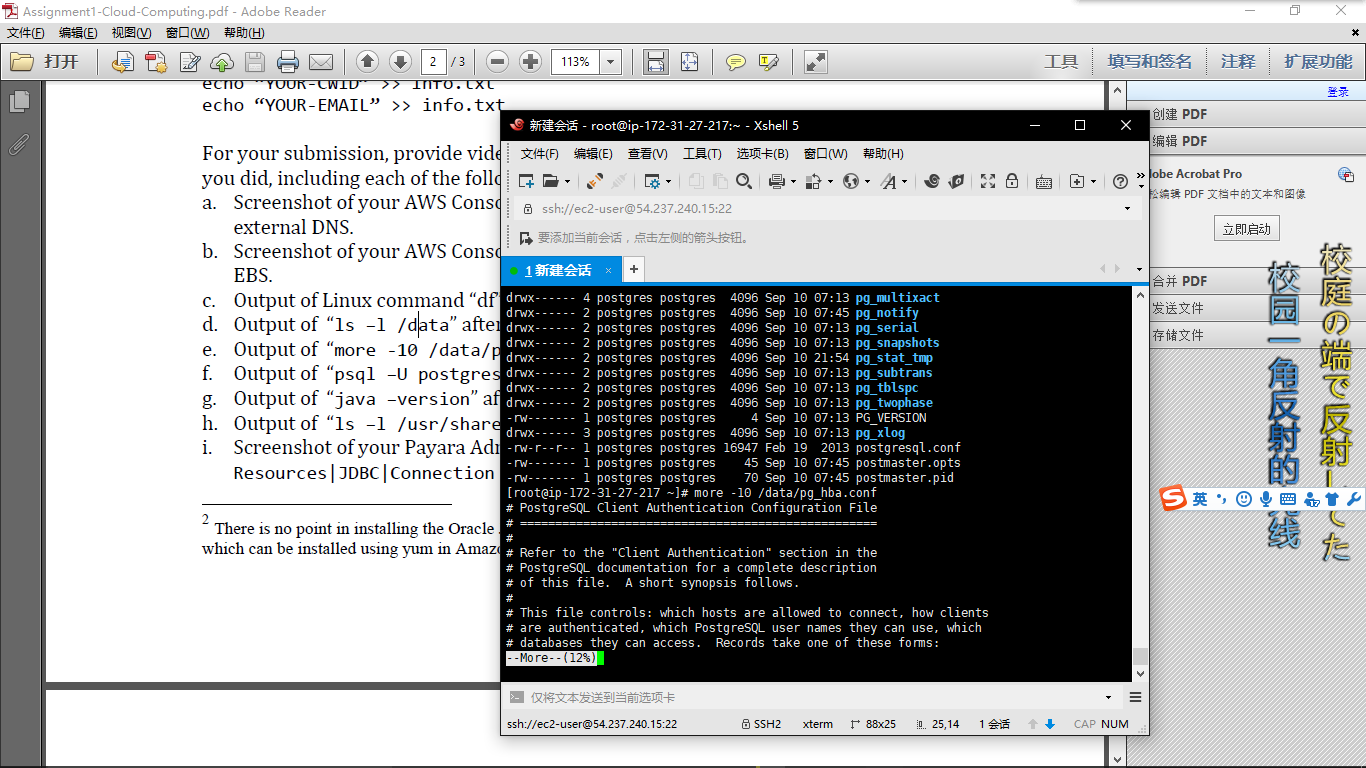 Assignment1-Cloud-Computing.pdf - Adobe Reader
文件(F) 编辑(E) 视图(V) 窗口(W) 帮助(H)
打开 2 / 3 113% 工具 填写和签名 注释 扩展功能
登录
创建 PDF
编辑 PDF
dobe Acrobat Pro
松编辑 PDF 文档中的文本和图像
立即启动
合并 PDF
发送文件
存储文件
echo “YOUR-CWID” >> info.txt
echo “YOUR-EMAIL” >> info.txt
For your submission, provide vide
you did, including each of the follo
a. Screenshot of your AWS Conso
external DNS.
b. Screenshot of your AWS Conso
EBS.
c. Output of Linux command “df”
d. Output of “ls –l /data” after
e. Output of “more -10 /data/p
f. Output of “psql –U postgres
g. Output of “java –version” af
h. Output of “ls –l /usr/share
i. Screenshot of your Payara Adm
Resources|JDBC|Connection
2 There is no point in installing the Oracle
which can be installed using yum in Amazo
新建会话 - root@ip-172-31-27-217:~ - Xshell 5
文件(F) 编辑(E) 查看(V) 工具(T) 选项卡(B) 窗口(W) 帮助(H)
ssh://ec2-user@54.237.240.15:22
要添加当前会话，点击左侧的箭头按钮。
1 新建会话
drwx------ 4 postgres postgres 4096 Sep 10 07:13 pg_multixact
drwx------ 2 postgres postgres 4096 Sep 10 07:45 pg_notify
drwx------ 2 postgres postgres 4096 Sep 10 07:13 pg_serial
drwx------ 2 postgres postgres 4096 Sep 10 07:13 pg_snapshots
drwx------ 2 postgres postgres 4096 Sep 10 21:54 pg_stat_tmp
drwx------ 2 postgres postgres 4096 Sep 10 07:13 pg_subtrans
drwx------ 2 postgres postgres 4096 Sep 10 07:13 pg_tblspc
drwx------ 2 postgres postgres 4096 Sep 10 07:13 pg_twophase
-rw------- 1 postgres postgres 4 Sep 10 07:13 PG_VERSION
drwx------ 3 postgres postgres 4096 Sep 10 07:13 pg_xlog
-rw-r--r-- 1 postgres postgres 16947 Feb 19 2013 postgresql.conf
-rw------- 1 postgres postgres 45 Sep 10 07:45 postmaster.opts
-rw------- 1 postgres postgres 70 Sep 10 07:45 postmaster.pid
[root@ip-172-31-27-217 ~]# more -10 /data/pg_hba.conf
# PostgreSQL Client Authentication Configuration File
# ===================================================
#
# Refer to the "Client Authentication" section in the
# PostgreSQL documentation for a complete description
# of this file. A short synopsis follows.
#
# This file controls: which hosts are allowed to connect, how clients
# are authenticated, which PostgreSQL user names they can use, which
# databases they can access. Records take one of these forms:
--More--(12%)
仅将文本发送到当前选项卡
ssh://ec2-user@54.237.240.15:22 SSH2 xterm 88x25 25,14 1 会话 CAP NUM
校庭の端で反射してた
校园一角反射的 线
英